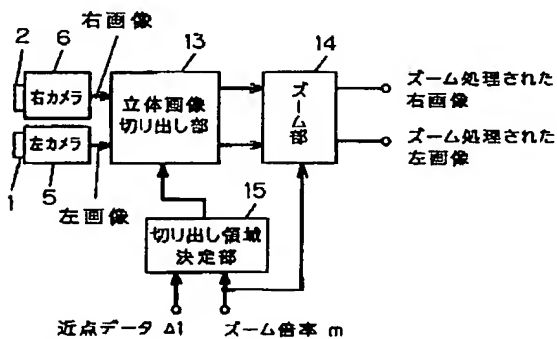 右画像
2
6
13
14
右カメラ
立体画像
切り出し部
ズーム部
ズーム処理された
右画像
左カメラ
ズーム処理された
左画像
1
5
左画像
15
切り出し領域
決定部
近点データ Δ1
ズーム倍率 m